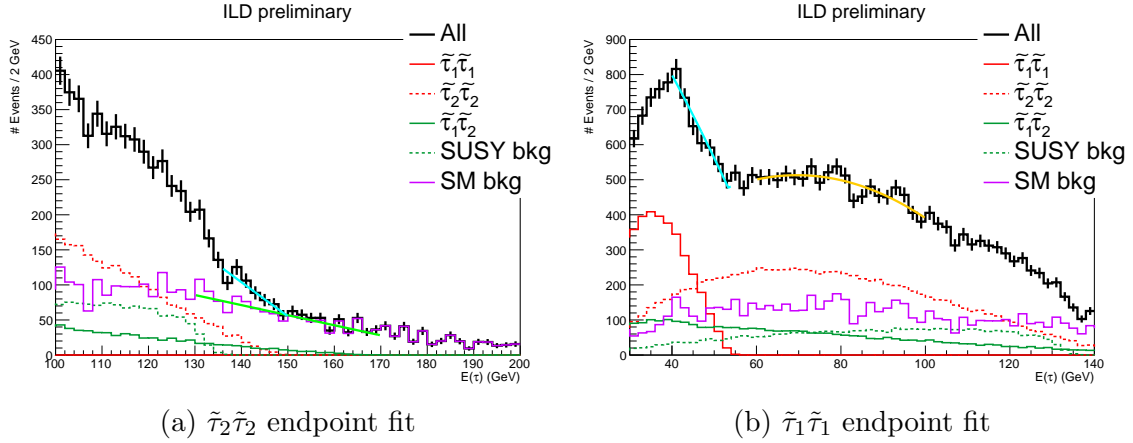 ILD preliminary
# Events / 2 GeV
450
400
350
300
250
200
150
100
50
0
100 110 120 130 140 150 160 170 180 190 200
E(τ) (GeV)
All
τ̃₁τ̃₁
τ̃₂τ̃₂
τ̃₁τ̃₂
SUSY bkg
SM bkg
(a) τ̃₂τ̃₂ endpoint fit
ILD preliminary
# Events / 2 GeV
900
800
700
600
500
400
300
200
100
0
40 60 80 100 120 140
E(τ) (GeV)
All
τ̃₁τ̃₁
τ̃₂τ̃₂
τ̃₁τ̃₂
SUSY bkg
SM bkg
(b) τ̃₁τ̃₁ endpoint fit